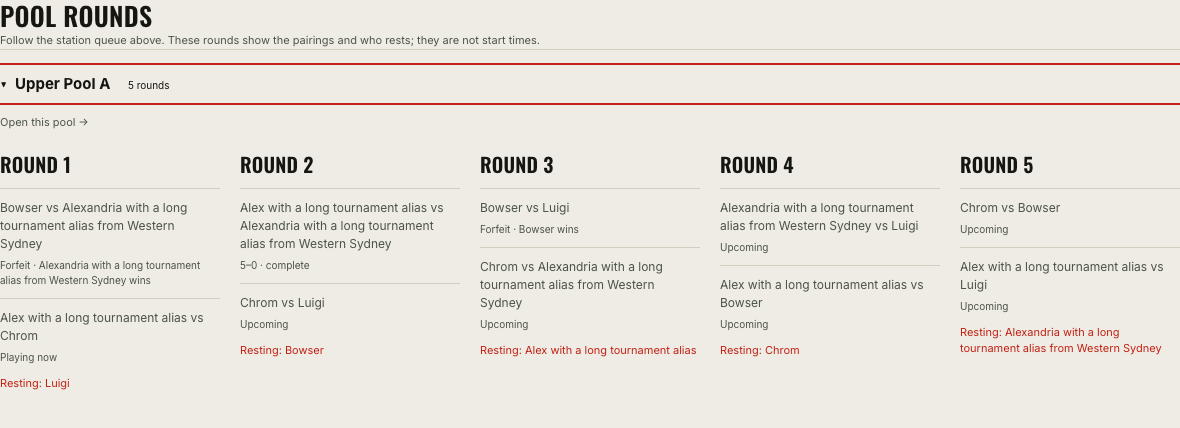 POOL ROUNDS
Follow the station queue above. These rounds show the pairings and who rests; they are not start times.
▾ Upper Pool A 5 rounds
Open this pool →
ROUND 1
Bowser vs Alexandria with a long
tournament alias from Western
Sydney
Forfeit · Alexandria with a long tournament
alias from Western Sydney wins
Alex with a long tournament alias vs
Chrom
Playing now
Resting: Luigi
ROUND 2
Alex with a long tournament alias vs
Alexandria with a long tournament
alias from Western Sydney
5–0 · complete
Chrom vs Luigi
Upcoming
Resting: Bowser
ROUND 3
Bowser vs Luigi
Forfeit · Bowser wins
Chrom vs Alexandria with a long
tournament alias from Western
Sydney
Upcoming
Resting: Alex with a long tournament alias
ROUND 4
Alexandria with a long tournament
alias from Western Sydney vs Luigi
Upcoming
Alex with a long tournament alias vs
Bowser
Upcoming
Resting: Chrom
ROUND 5
Chrom vs Bowser
Upcoming
Alex with a long tournament alias vs
Luigi
Upcoming
Resting: Alexandria with a long
tournament alias from Western Sydney